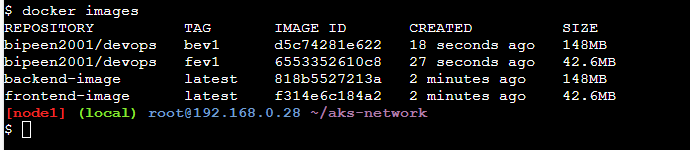 $ docker images
REPOSITORY TAG IMAGE ID CREATED SIZE
bipeen2001/devops bev1 d5c74281e622 18 seconds ago 148MB
bipeen2001/devops fev1 6553352610c8 27 seconds ago 42.6MB
backend-image latest 818b5527213a 2 minutes ago 148MB
frontend-image latest f314e6c184a2 2 minutes ago 42.6MB
[node1] (local) root@192.168.0.28 ~/aks-network
$